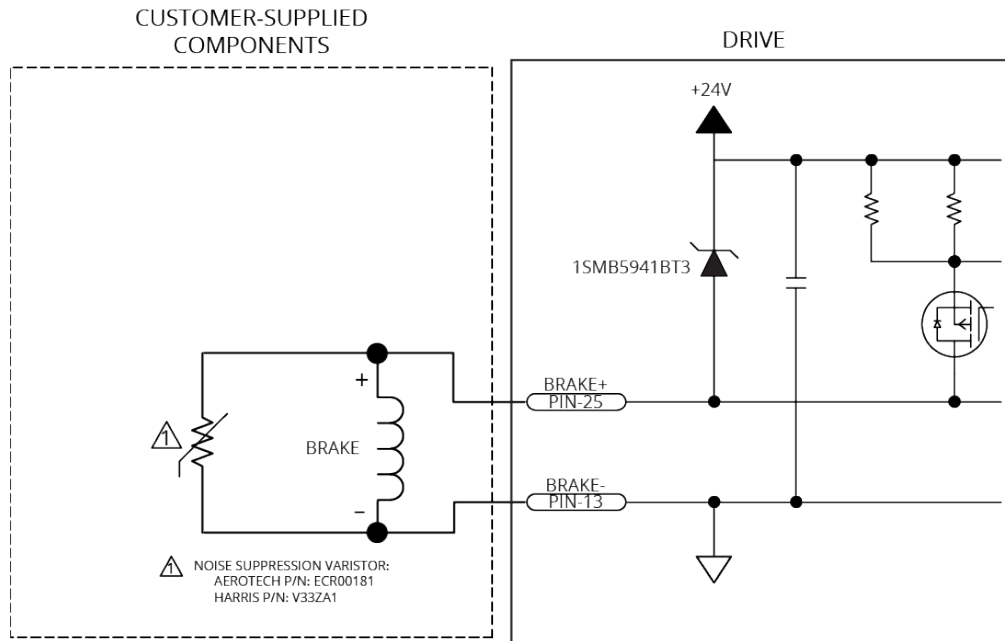 CUSTOMER-SUPPLIED
COMPONENTS
DRIVE
+24V
1SMB5941BT3
BRAKE+
PIN-25
+
1
BRAKE
BRAKE-
PIN-13
–
1 NOISE SUPPRESSION VARISTOR:
AEROTECH P/N: ECR00181
HARRIS P/N: V33ZA1